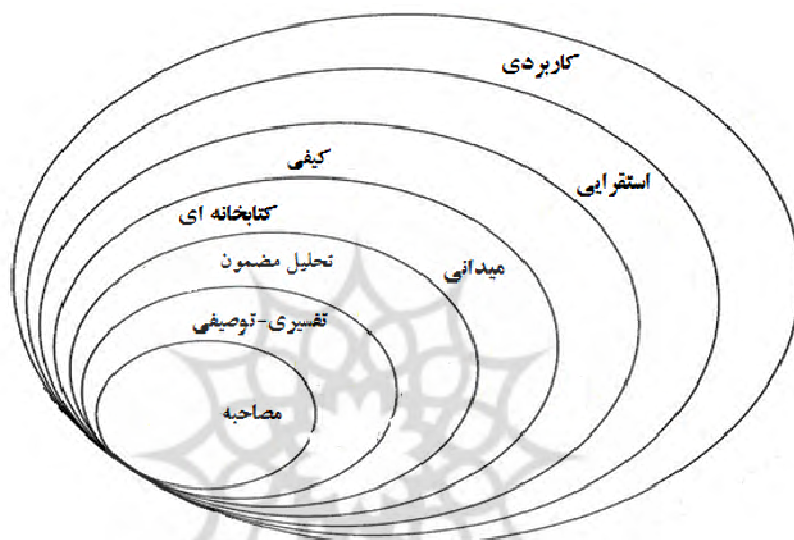 کاربردی
استقرایی
کیفی
کتابخانه ای
میدانی
تحلیل مضمون
تفسیری-توصیفی
مصاحبه